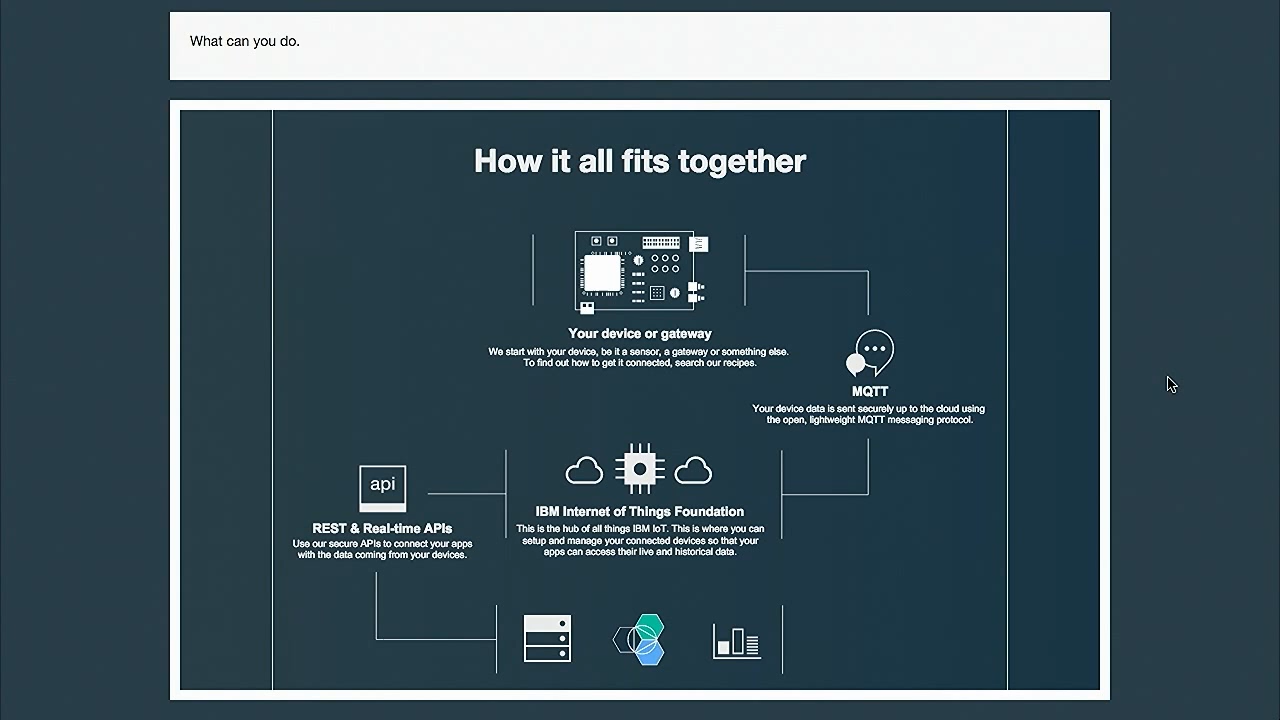 What can you do.
How it all fits together
Your device or gateway
We start with your device, be it a sensor, a gateway or something else.
To find out how to get it connected, search our recipes.
MQTT
Your device data is sent securely up to the cloud using
the open, lightweight MQTT messaging protocol.
api
REST & Real-time APIs
Use our secure APIs to connect your apps
with the data coming from your devices.
IBM Internet of Things Foundation
This is the hub of all things IBM IoT. This is where you can
setup and manage your connected devices so that your
apps can access their live and historical data.